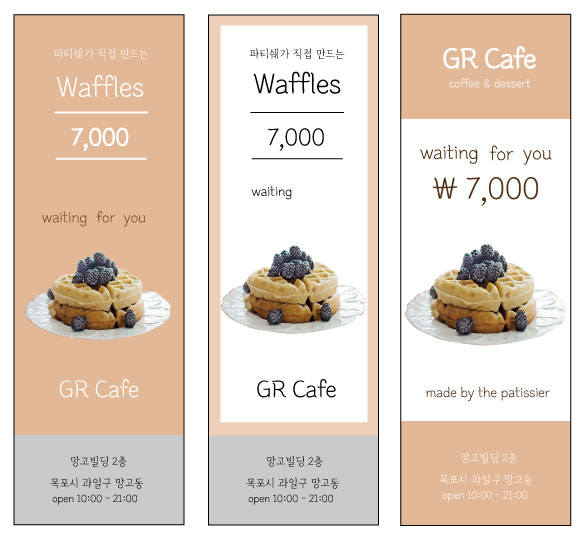 파티쉐가 직접 만드는
Waffles
7,000
waiting for you
GR Cafe
망고빌딩 2층
목포시 과일구 망고동
open 10:00 - 21:00
파티쉐가 직접 만드는
Waffles
7,000
waiting
GR Cafe
망고빌딩 2층
목포시 과일구 망고동
open 10:00 - 21:00
GR Cafe
coffee & dessert
waiting for you
₩ 7,000
made by the patissier
망고빌딩 2층
목포시 과일구 망고동
open 10:00 - 21:00